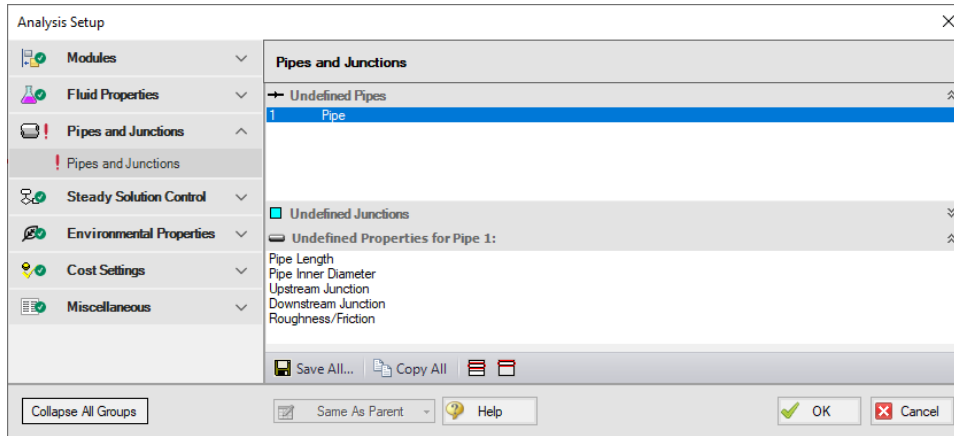 Analysis Setup
Modules
Fluid Properties
Pipes and Junctions
Pipes and Junctions
Steady Solution Control
Environmental Properties
Cost Settings
Miscellaneous
Pipes and Junctions
Undefined Pipes
1 Pipe
Undefined Junctions
Undefined Properties for Pipe 1:
Pipe Length
Pipe Inner Diameter
Upstream Junction
Downstream Junction
Roughness/Friction
Save All... Copy All
Collapse All Groups Same As Parent Help OK Cancel